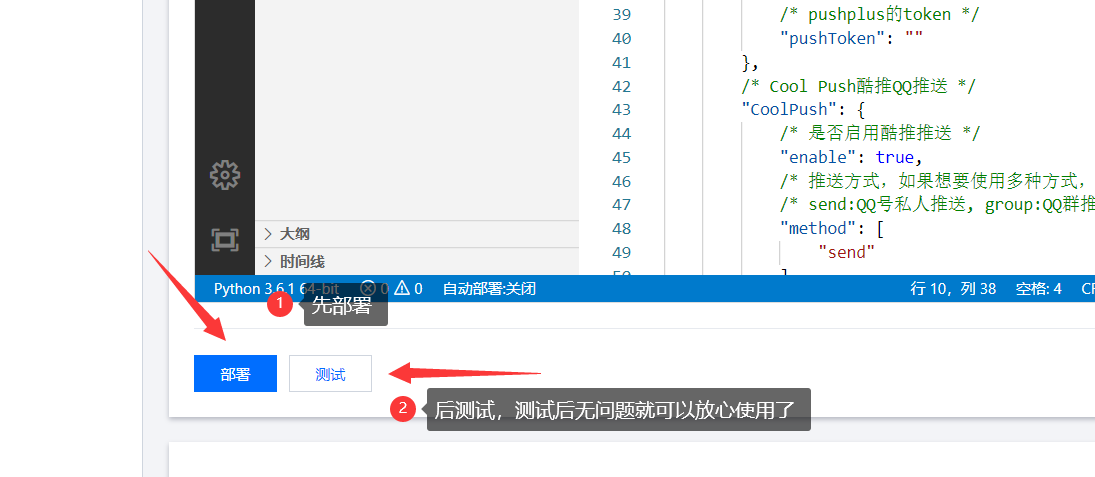 39 /* pushplus的token */
40 "pushToken": ""
41 },
42 /* Cool Push酷推QQ推送 */
43 "CoolPush": {
44 /* 是否启用酷推推送 */
45 "enable": true,
46 /* 推送方式，如果想要使用多种方式，
47 /* send:QQ号私人推送, group:QQ群推
48 "method": [
49 "send"
大纲
时间线
Python 3.6.1 64-bit 0 0 自动部署:关闭 行 10，列 38 空格: 4
1 先部署
部署 测试
2 后测试，测试后无问题就可以放心使用了